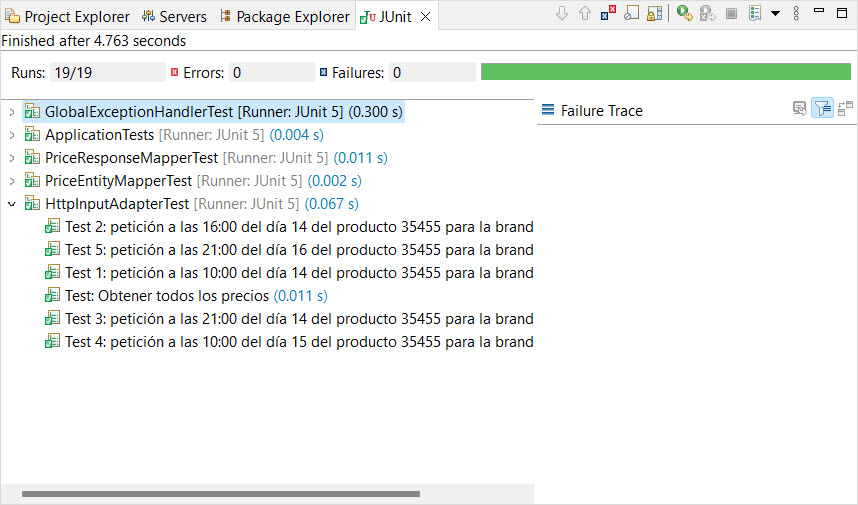 Project Explorer Servers Package Explorer JUnit
Finished after 4.763 seconds
Runs: 19/19 Errors: 0 Failures: 0
GlobalExceptionHandlerTest [Runner: JUnit 5] (0.300 s)
Failure Trace
ApplicationTests [Runner: JUnit 5] (0.004 s)
PriceResponseMapperTest [Runner: JUnit 5] (0.011 s)
PriceEntityMapperTest [Runner: JUnit 5] (0.002 s)
HttpInputAdapterTest [Runner: JUnit 5] (0.067 s)
Test 2: petición a las 16:00 del día 14 del producto 35455 para la brand
Test 5: petición a las 21:00 del día 16 del producto 35455 para la brand
Test 1: petición a las 10:00 del día 14 del producto 35455 para la brand
Test: Obtener todos los precios (0.011 s)
Test 3: petición a las 21:00 del día 14 del producto 35455 para la brand
Test 4: petición a las 10:00 del día 15 del producto 35455 para la brand